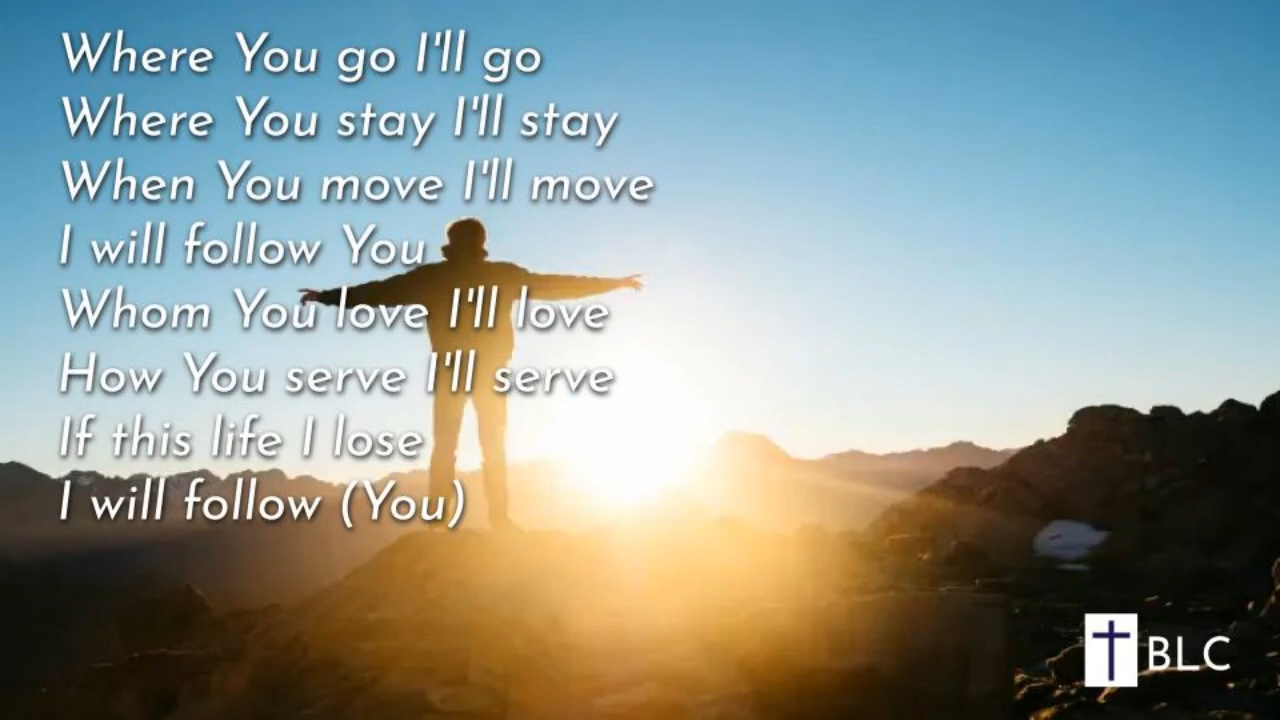 Where You go I'll go
Where You stay I'll stay
When You move I'll move
I will follow You
Whom You love I'll love
How You serve I'll serve
If this life I lose
I will follow (You)
BLC